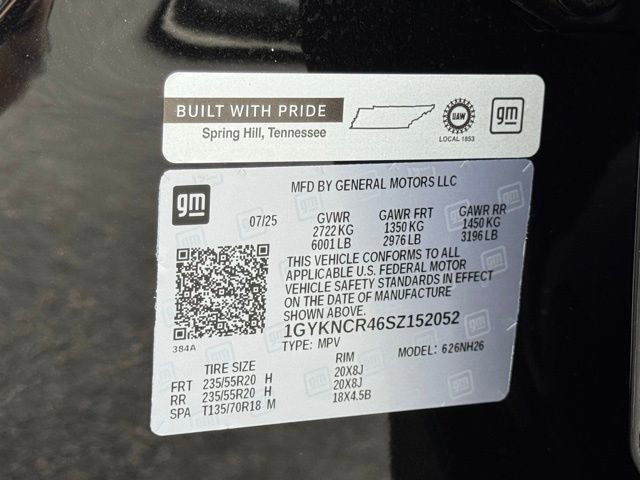 BUILT WITH PRIDE
Spring Hill, Tennessee
UAW
LOCAL 1853
gm
gm
MFD BY GENERAL MOTORS LLC
07/25 GVWR GAWR FRT GAWR RR
2722 KG 1350 KG 1450 KG
6001 LB 2976 LB 3196 LB
THIS VEHICLE CONFORMS TO ALL
APPLICABLE U.S. FEDERAL MOTOR
VEHICLE SAFETY STANDARDS IN EFFECT
ON THE DATE OF MANUFACTURE
1GYKNCR46SZ152052
384A TYPE: MPV MODEL: 626NH26
TIRE SIZE RIM
FRT 235/55R20 H 20X8J
RR 235/55R20 H 20X8J
SPA T135/70R18 M 18X4.5B